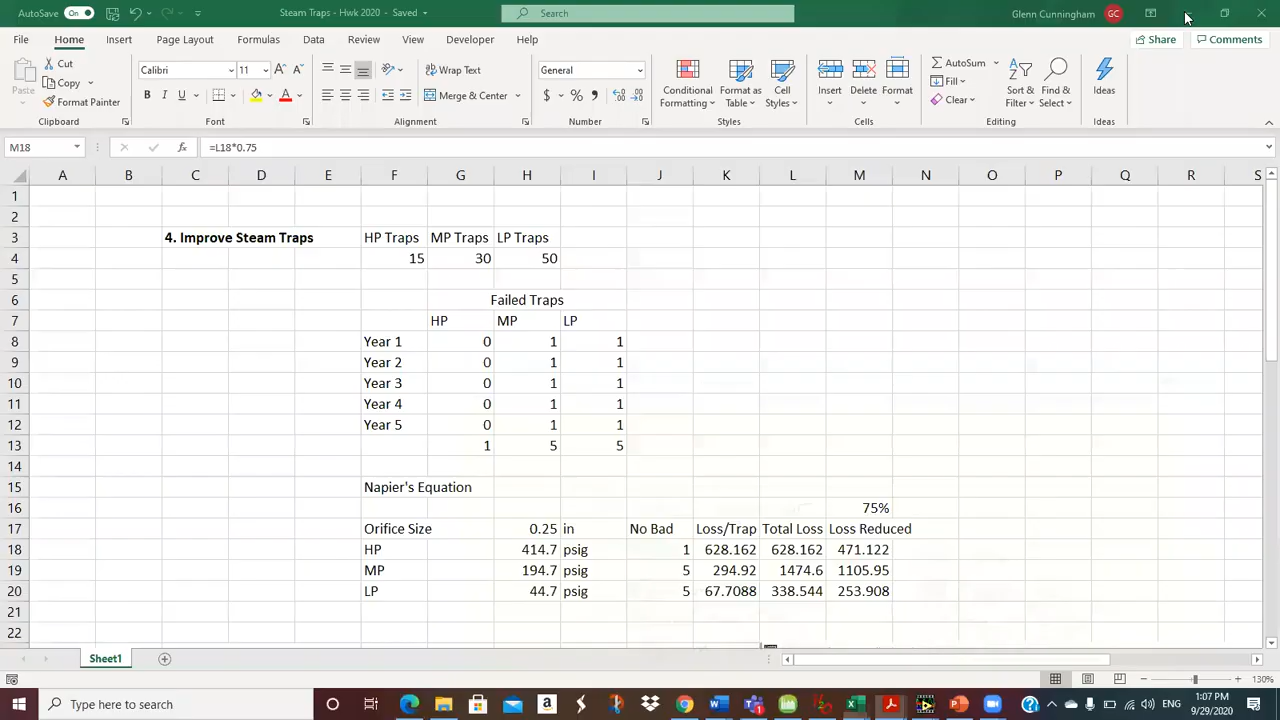 AutoSave On Steam Traps - Hwk 2020 - Saved Search Glenn Cunningham GC
File Home Insert Page Layout Formulas Data Review View Developer Help Share Comments
Cut Calibri 11 Wrap Text General AutoSum
Copy Fill
Paste Format Painter Merge & Center Conditional Formatting Format as Table Cell Styles Insert Delete Format Clear Sort & Filter Find & Select Ideas
Clipboard Font Alignment Number Styles Cells Editing Ideas
M18 =L18*0.75
A B C D E F G H I J K L M N O P Q R S
1
2
3 4. Improve Steam Traps HP Traps MP Traps LP Traps
4 15 30 50
5
6 Failed Traps
7 HP MP LP
8 Year 1 0 1 1
9 Year 2 0 1 1
10 Year 3 0 1 1
11 Year 4 0 1 1
12 Year 5 0 1 1
13 1 5 5
14
15 Napier's Equation
16 75%
17 Orifice Size 0.25 in No Bad Loss/Trap Total Loss Loss Reduced
18 HP 414.7 psig 1 628.162 628.162 471.122
19 MP 194.7 psig 5 294.92 1474.6 1105.95
20 LP 44.7 psig 5 67.7088 338.544 253.908
21
22
Sheet1
130%
Type here to search ENG 1:07 PM
9/29/2020